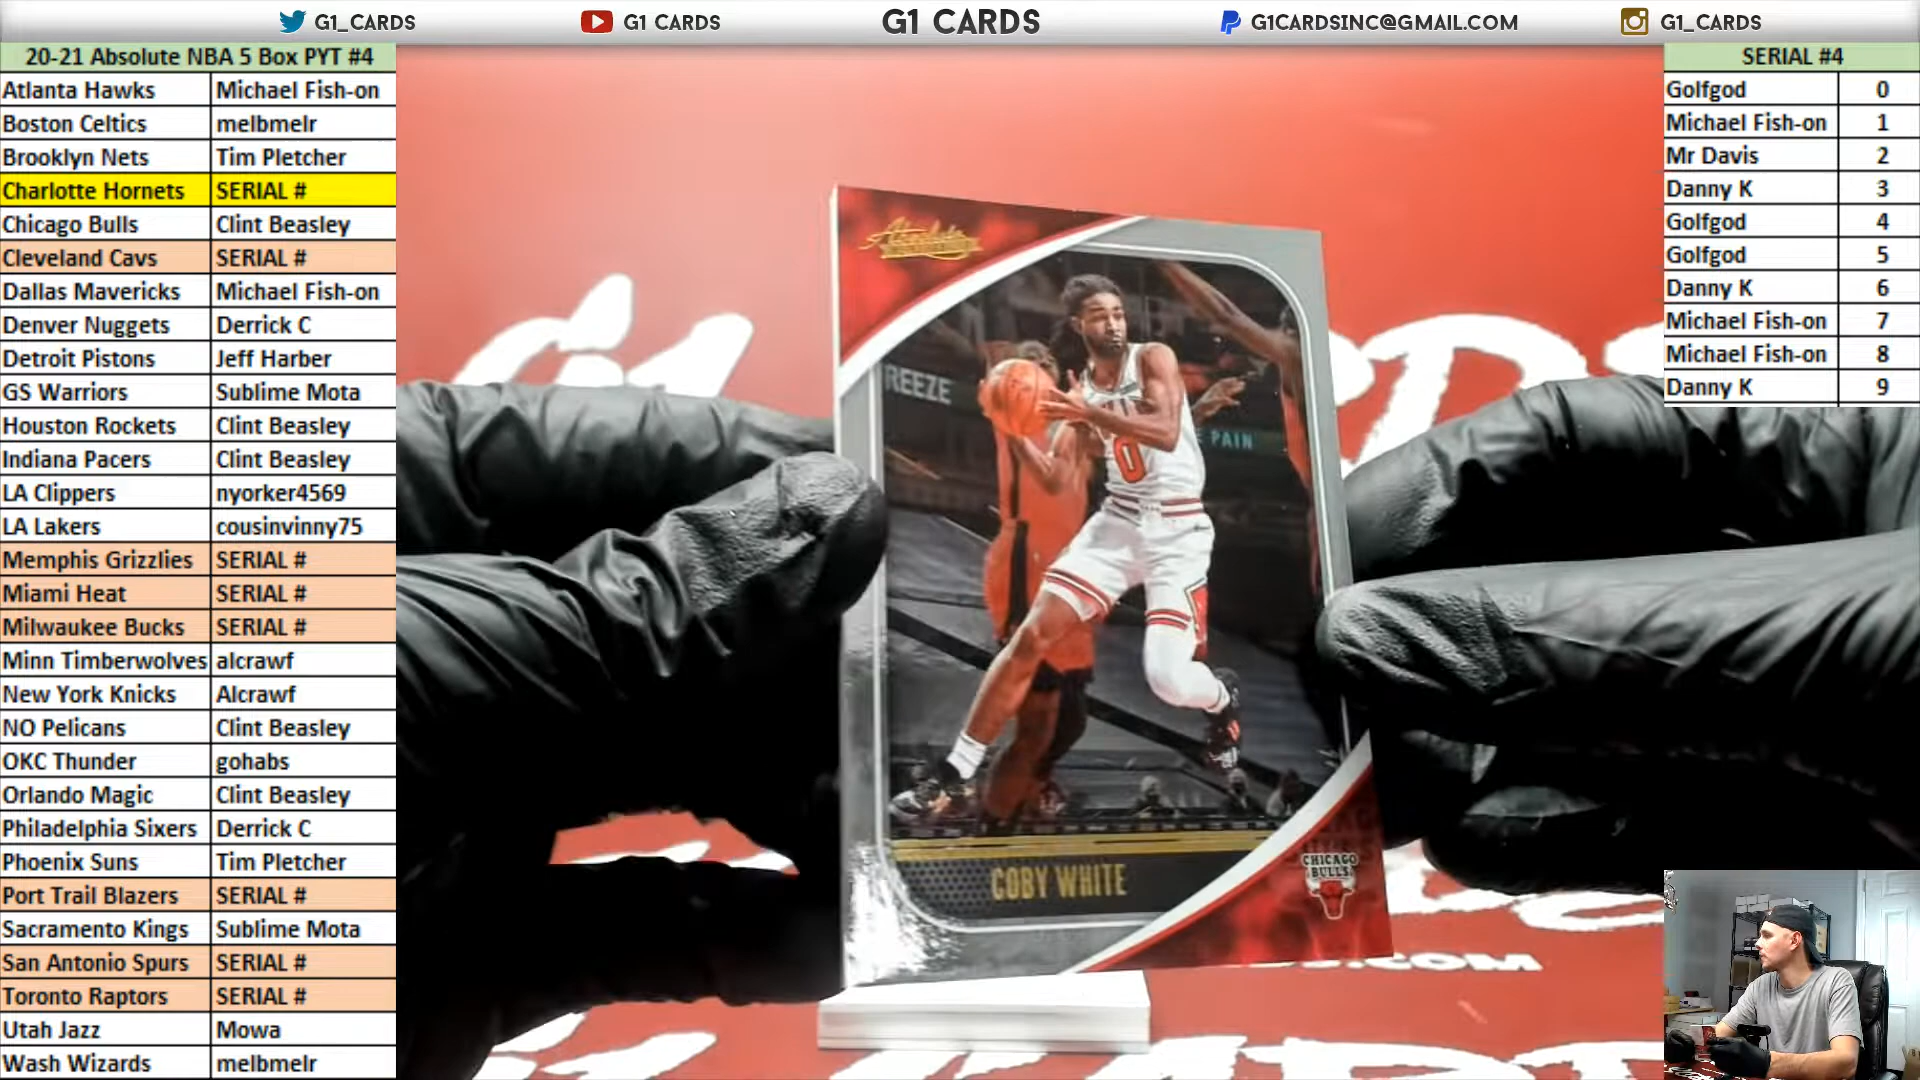 G1_CARDS
G1 CARDS
G1 CARDS
G1CARDSINC@GMAIL.COM
G1_CARDS
20-21 Absolute NBA 5 Box PYT #4
Atlanta Hawks Michael Fish-on
Boston Celtics melbmelr
Brooklyn Nets Tim Pletcher
Charlotte Hornets SERIAL #
Chicago Bulls Clint Beasley
Cleveland Cavs SERIAL #
Dallas Mavericks Michael Fish-on
Denver Nuggets Derrick C
Detroit Pistons Jeff Harber
GS Warriors Sublime Mota
Houston Rockets Clint Beasley
Indiana Pacers Clint Beasley
LA Clippers nyorker4569
LA Lakers cousinvinny75
Memphis Grizzlies SERIAL #
Miami Heat SERIAL #
Milwaukee Bucks SERIAL #
Minn Timberwolves alcrawf
New York Knicks Alcrawf
NO Pelicans Clint Beasley
OKC Thunder gohabs
Orlando Magic Clint Beasley
Philadelphia Sixers Derrick C
Phoenix Suns Tim Pletcher
Port Trail Blazers SERIAL #
Sacramento Kings Sublime Mota
San Antonio Spurs SERIAL #
Toronto Raptors SERIAL #
Utah Jazz Mowa
Wash Wizards melbmelr
SERIAL #4
Golfgod 0
Michael Fish-on 1
Mr Davis 2
Danny K 3
Golfgod 4
Golfgod 5
Danny K 6
Michael Fish-on 7
Michael Fish-on 8
Danny K 9
Absolute
REEZE
PAIN
0
COBY WHITE
CHICAGO
BULLS
.COM